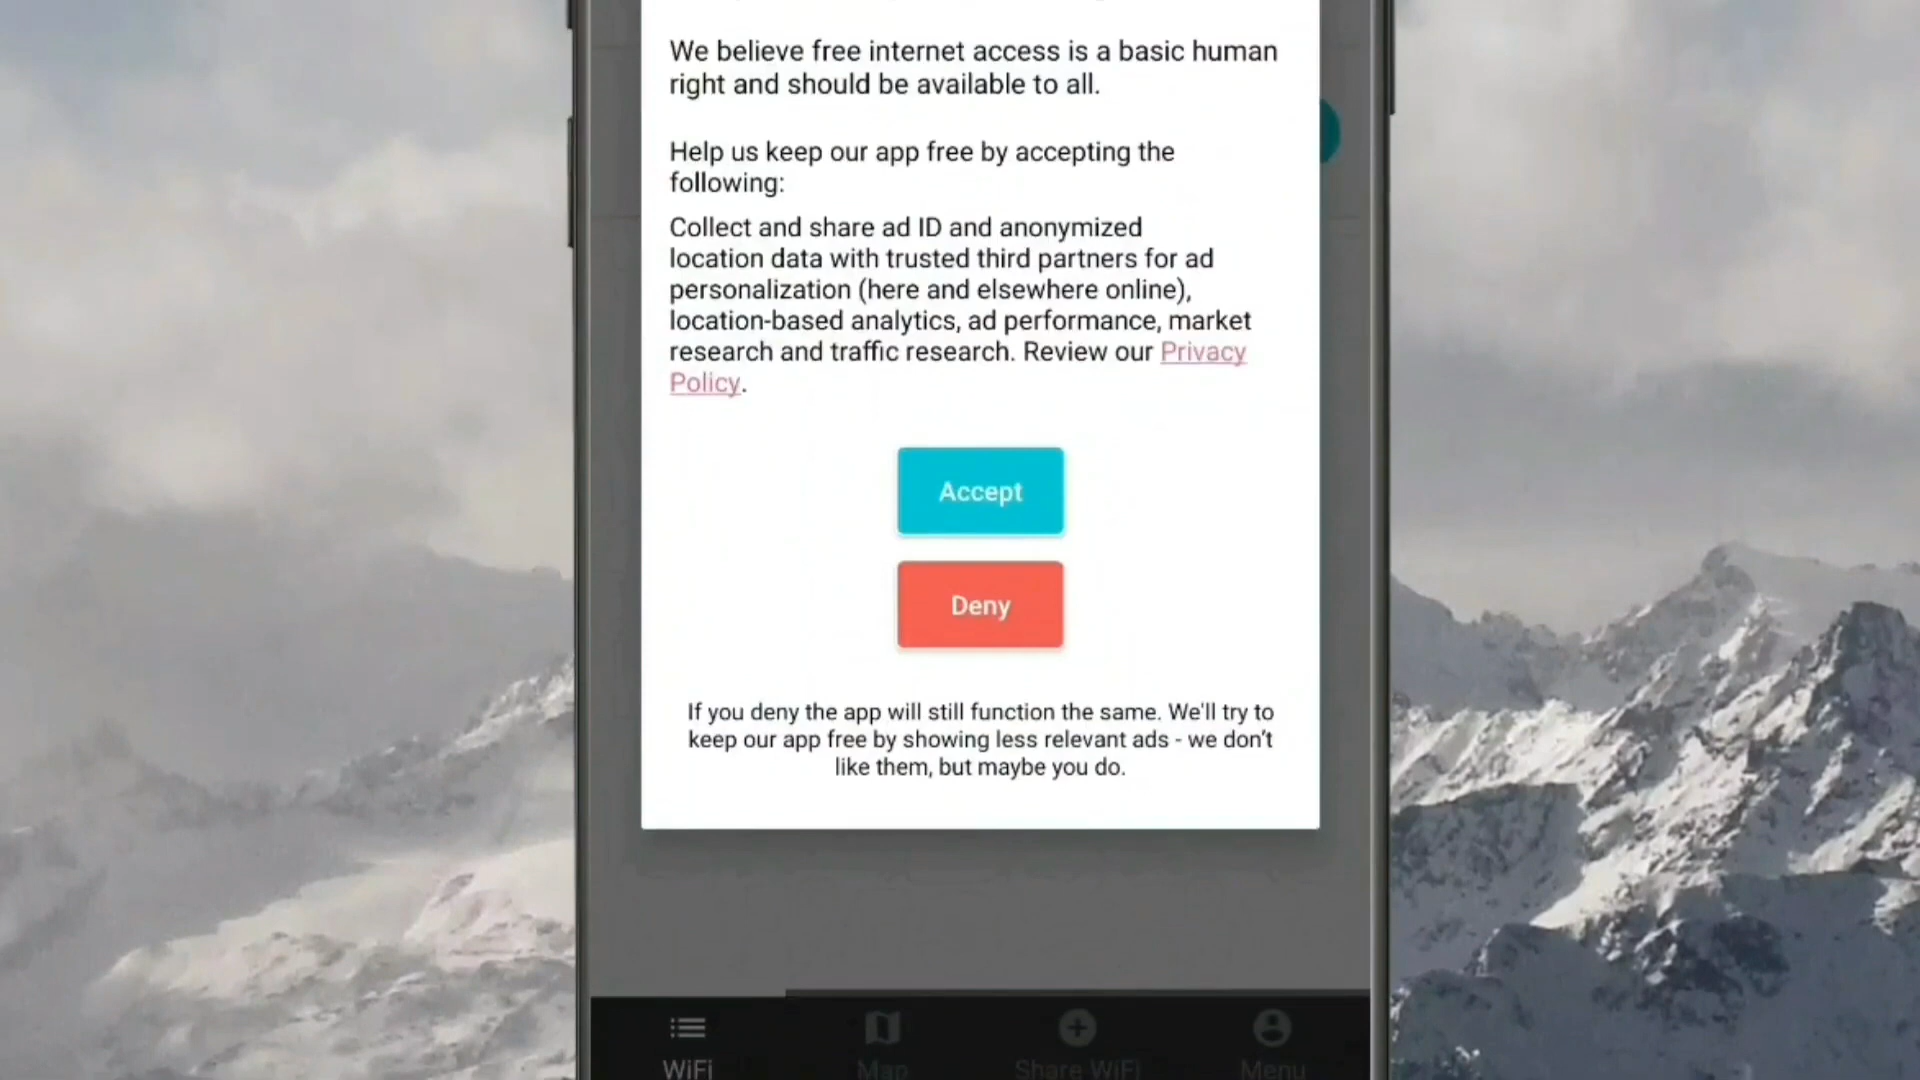 We believe free internet access is a basic human
right and should be available to all.
Help us keep our app free by accepting the
following:
Collect and share ad ID and anonymized
location data with trusted third partners for ad
personalization (here and elsewhere online),
location-based analytics, ad performance, market
research and traffic research. Review our Privacy
Policy.
Accept
Deny
If you deny the app will still function the same. We'll try to
keep our app free by showing less relevant ads - we don't
like them, but maybe you do.
WiFi
Map
Share WiFi
Menu